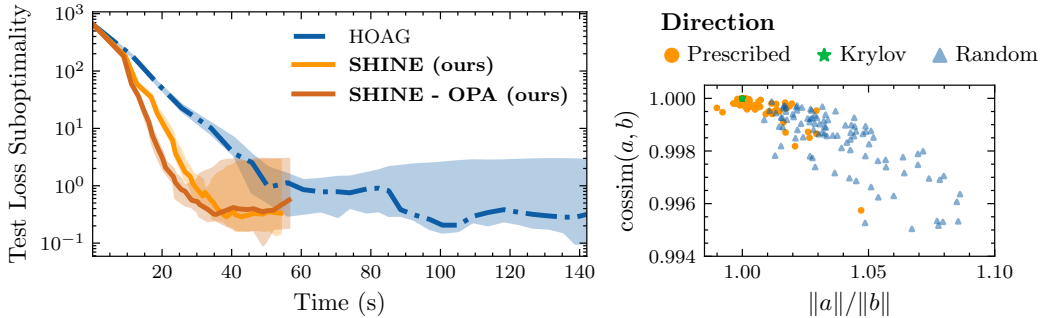 Test Loss Suboptimality
10³
10²
10¹
10⁰
10⁻¹
HOAG
SHINE (ours)
SHINE - OPA (ours)
20 40 60 80 100 120 140
Time (s)
Direction
Prescribed Krylov Random
cossim(a, b)
1.000
0.998
0.996
0.994
1.00 1.05 1.10
‖a‖/‖b‖